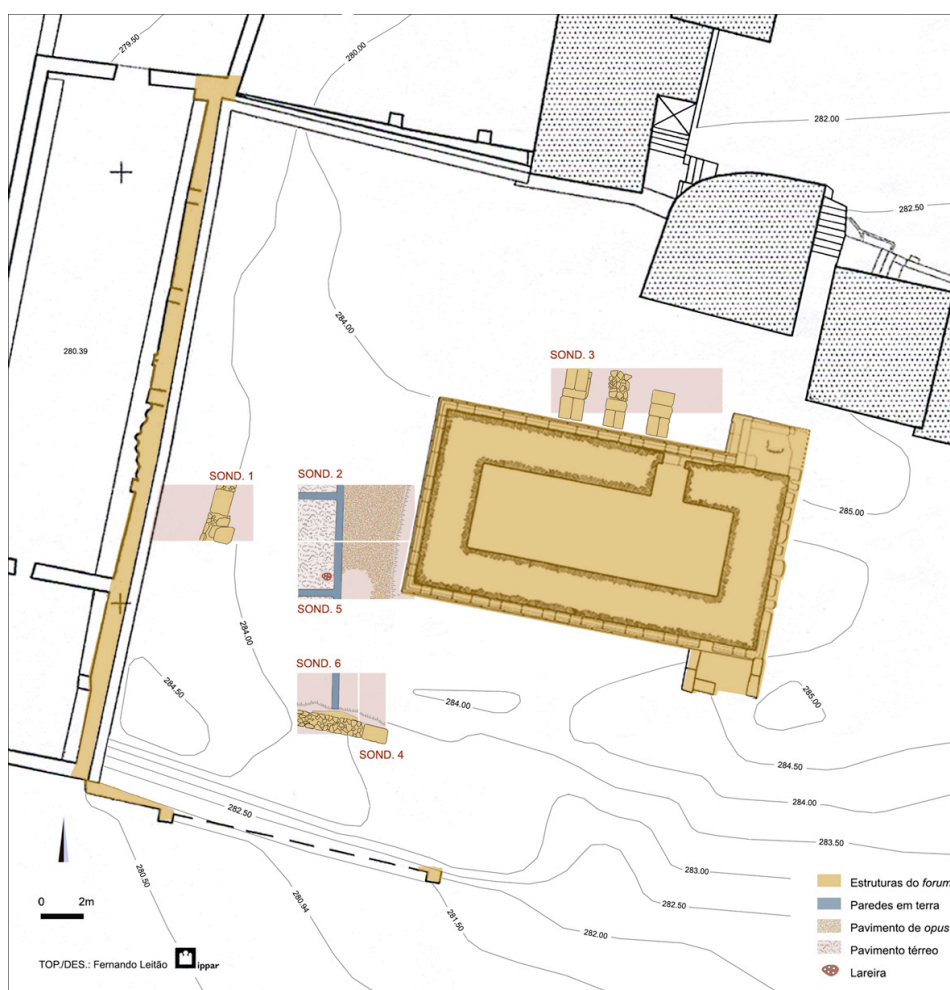 279.50
280.00
282.00
282.50
284.00
280.39
SOND. 3
SOND. 1
SOND. 2
285.00
SOND. 5
284.00
SOND. 6
284.50
284.00
285.00
SOND. 4
284.50
282.50
284.00
283.50
280.50
283.00
280.94
281.50
282.50
282.00
0 2m
Estruturas do forum
Paredes em terra
Pavimento de opus
Pavimento térreo
Lareira
TOP./DES.: Fernando Leitão ippar